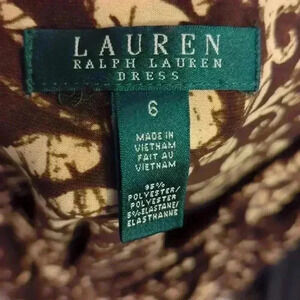 LAUREN
RALPH LAUREN
DRESS
6
MADE IN
VIETNAM
FAIT AU
VIETNAM
95%
POLYESTER/
POLYESTER
5% ELASTANE/
ELASTHANNE